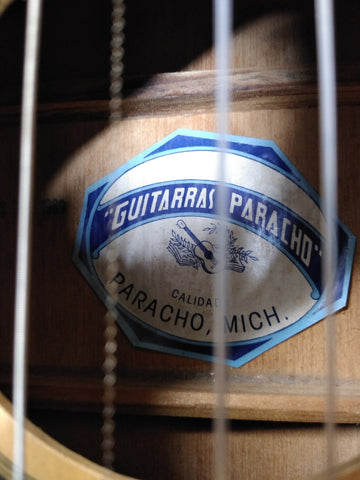 "GUITARRAS PARACHO"
CALIDAD
PARACHO, MICH.